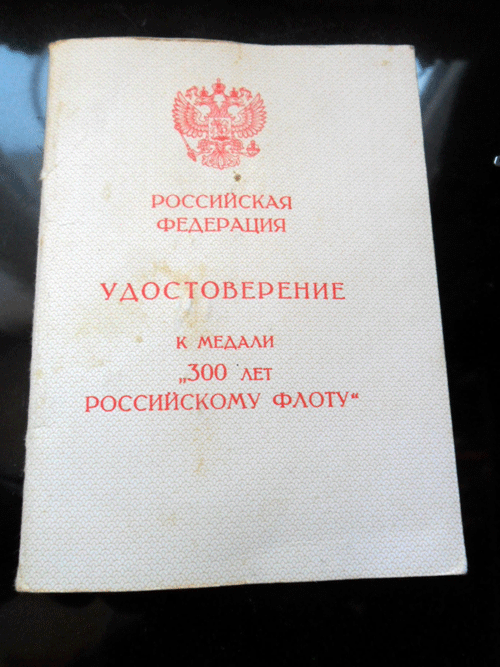 РОССИЙСКАЯ
ФЕДЕРАЦИЯ
УДОСТОВЕРЕНИЕ
К МЕДАЛИ
„300 ЛЕТ
РОССИЙСКОМУ ФЛОТУ“